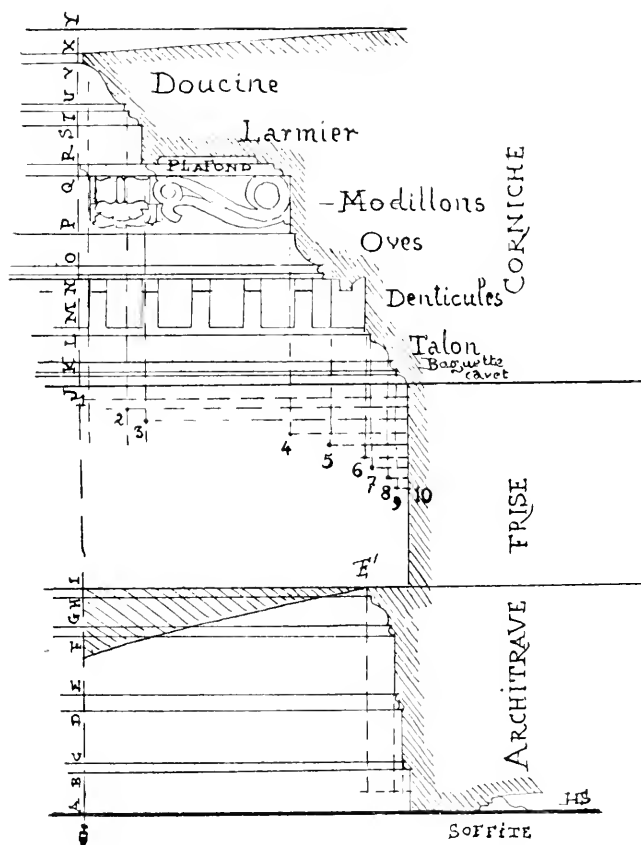 Y
X
V
U
T
S
R
Q
P
O
N
M
L
K
J
I
H
G
F
E
D
C
B
A
Doucine
Larmier
PLAFOND
Modillons
Oves
Denticules
Talon
Baguette
cavet
CORNICHE
2
3
4
5
6
7
8
9
10
FRISE
E'
ARCHITRAVE
HS
SOFFITE